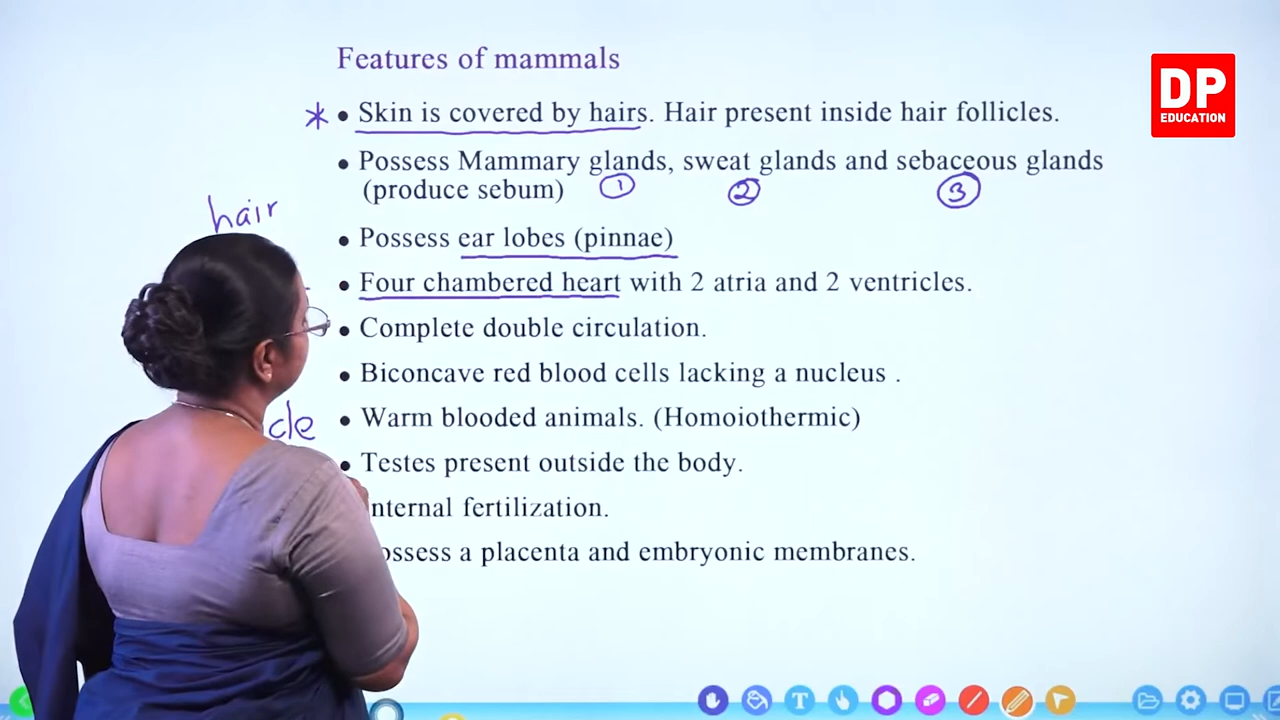 Features of mammals
DP
EDUCATION
* • Skin is covered by hairs. Hair present inside hair follicles.
• Possess Mammary glands, sweat glands and sebaceous glands
(produce sebum) 1 2 3
hair
• Possess ear lobes (pinnae)
• Four chambered heart with 2 atria and 2 ventricles.
• Complete double circulation.
• Biconcave red blood cells lacking a nucleus .
• Warm blooded animals. (Homoiothermic)
cle
• Testes present outside the body.
nternal fertilization.
ossess a placenta and embryonic membranes.
T